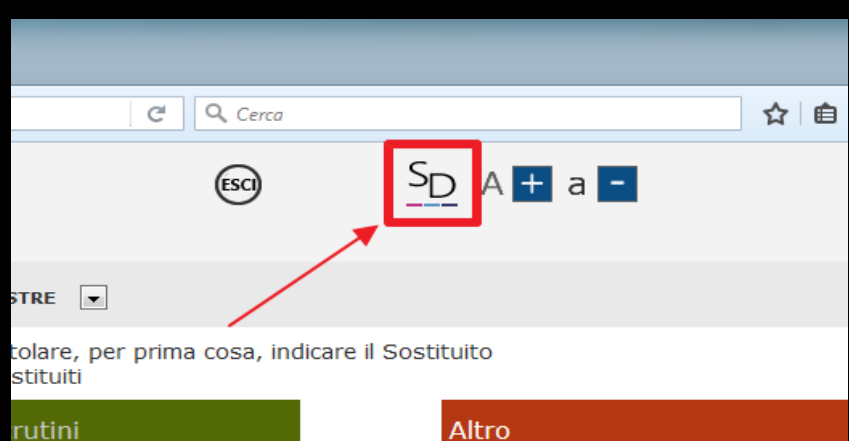 Cerca
ESCI
SD A + a -
STRE
tolare, per prima cosa, indicare il Sostituito
stituiti
rutini
Altro